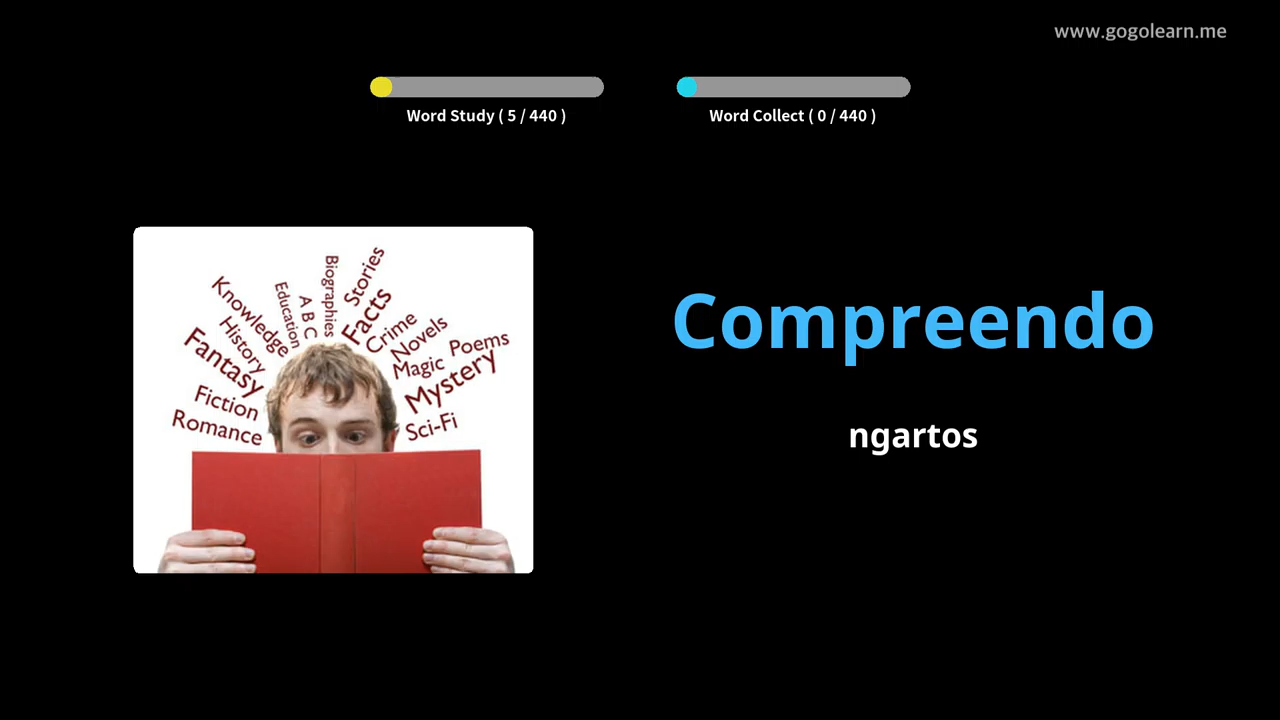 www.gogolearn.me
Word Study ( 5 / 440 )
Word Collect ( 0 / 440 )
Biographies
Stories
Education
A B C
Facts
Knowledge
History
Crime
Novels
Fantasy
Magic
Poems
Mystery
Fiction
Romance
Sci-Fi
Compreendo
ngartos